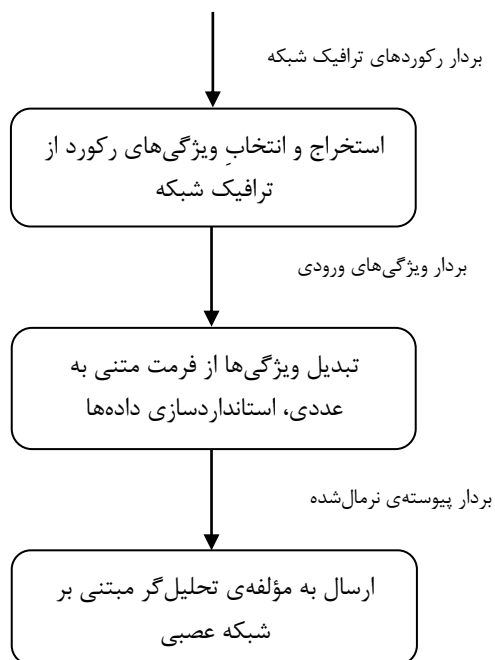 بردار رکوردهای ترافیک شبکه
استخراج و انتخابِ ویژگی‌های رکورد از
ترافیک شبکه
بردار ویژگی‌های ورودی
تبدیل ویژگی‌ها از فرمت متنی به
عددی، استانداردسازی داده‌ها
بردار پیوسته‌ی نرمال‌شده
ارسال به مؤلفه‌ی تحلیل‌گر مبتنی بر
شبکه عصبی